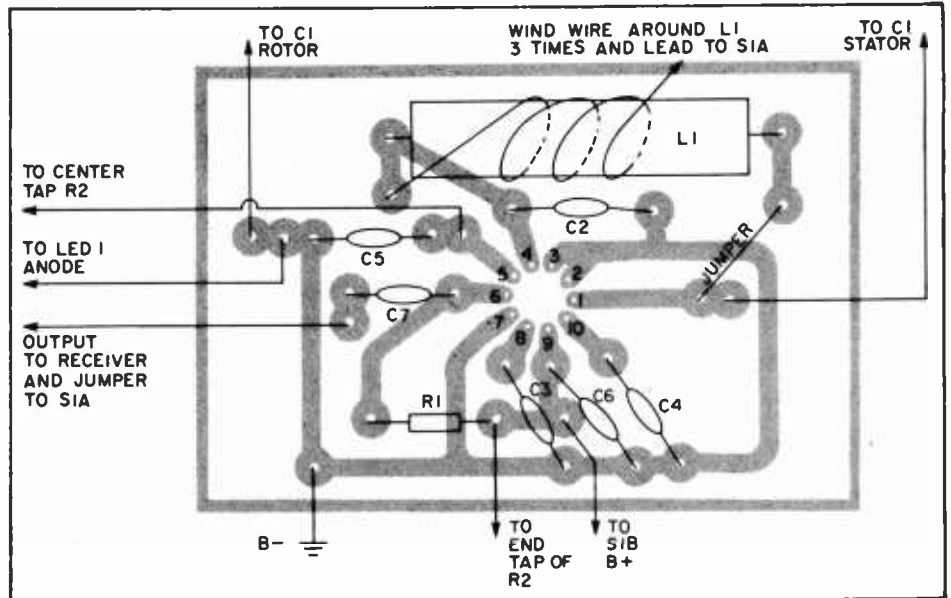 TO C1
ROTOR
WIND WIRE AROUND L1
3 TIMES AND LEAD TO S1A
TO C1
STATOR
L1
TO CENTER
TAP R2
C2
TO LED 1
ANODE
C5
JUMPER
4
3
5
2
6
1
7
10
8
9
C7
OUTPUT
TO RECEIVER
AND JUMPER
TO S1A
R1
C3
C6
C4
B-
TO
END
TAP OF
R2
TO
S1B
B+